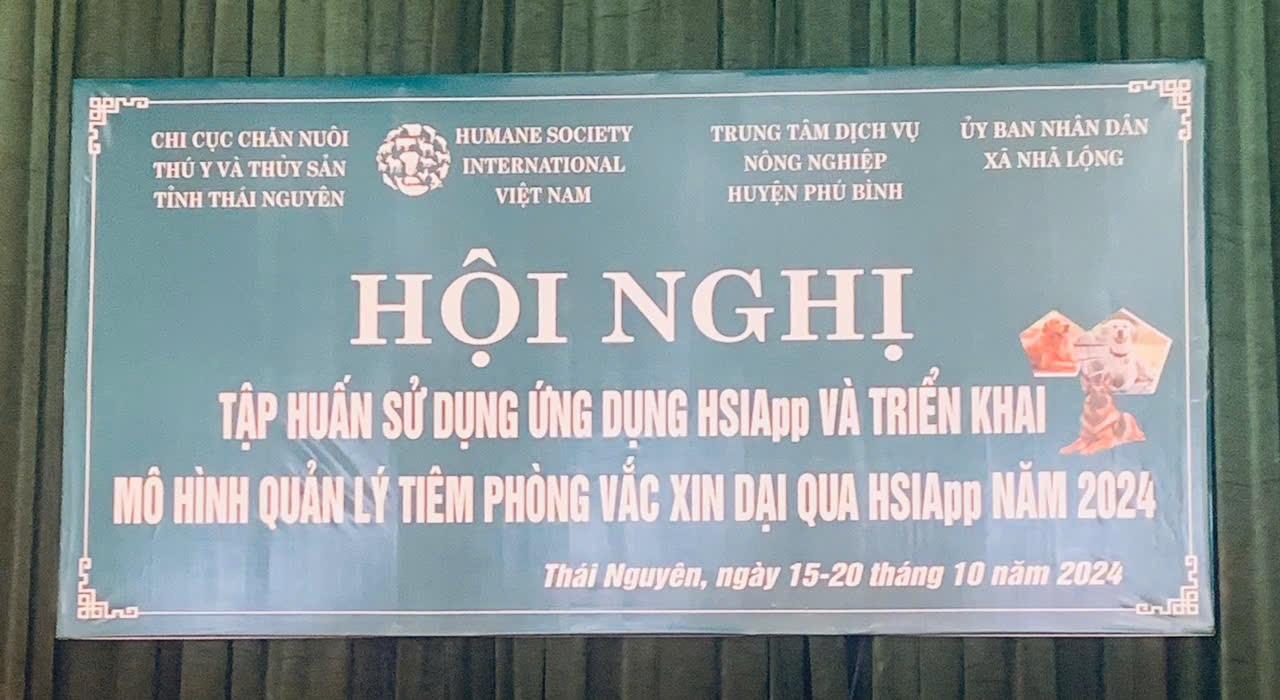 CHI CỤC CHĂN NUÔI
THÚ Y VÀ THỦY SẢN
TỈNH THÁI NGUYÊN
HUMANE SOCIETY
INTERNATIONAL
VIỆT NAM
TRUNG TÂM DỊCH VỤ
NÔNG NGHIỆP
HUYỆN PHÚ BÌNH
ỦY BAN NHÂN DÂN
XÃ NHÃ LỘNG
HỘI NGHỊ
TẬP HUẤN SỬ DỤNG ỨNG DỤNG HSIApp VÀ TRIỂN KHAI
MÔ HÌNH QUẢN LÝ TIÊM PHÒNG VẮC XIN DẠI QUA HSIApp NĂM 2024
Thái Nguyên, ngày 15-20 tháng 10 năm 2024